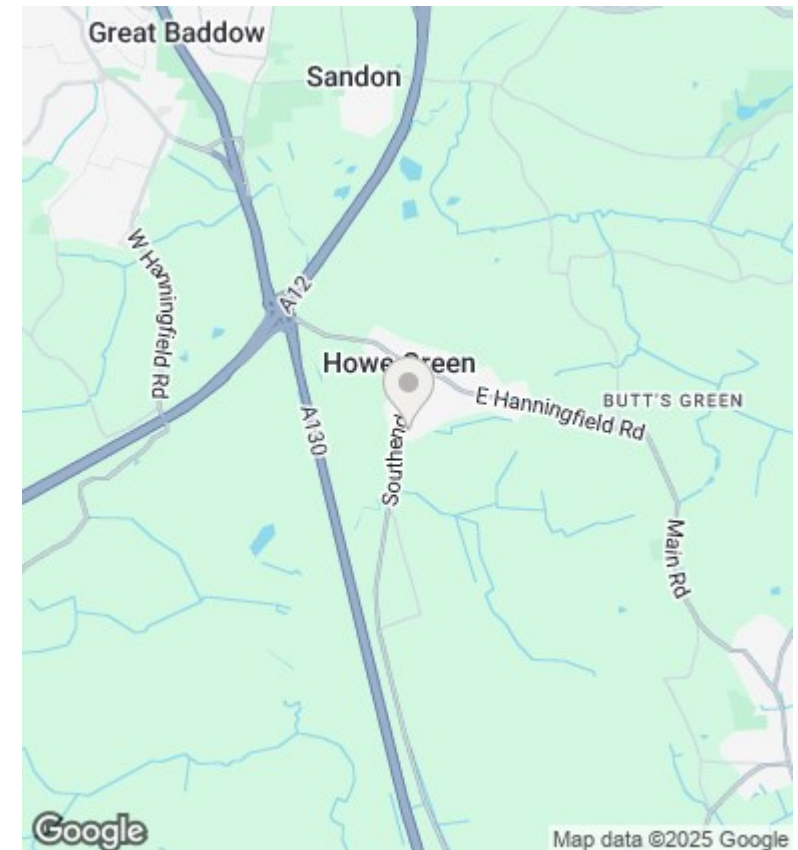 Great Baddow
Sandon
W Hanningfield Rd
A12
Howe Green
E Hanningfield Rd
BUTT'S GREEN
A130
Southend
Main Rd
Google
Map data ©2025 Google